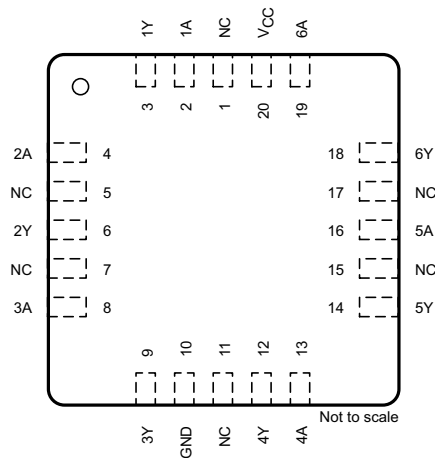 1Y 1A NC VCC 6A
3 2 1 20 19
2A 4 18 6Y
NC 5 17 NC
2Y 6 16 5A
NC 7 15 NC
3A 8 14 5Y
9 10 11 12 13
3Y GND NC 4Y 4A
Not to scale